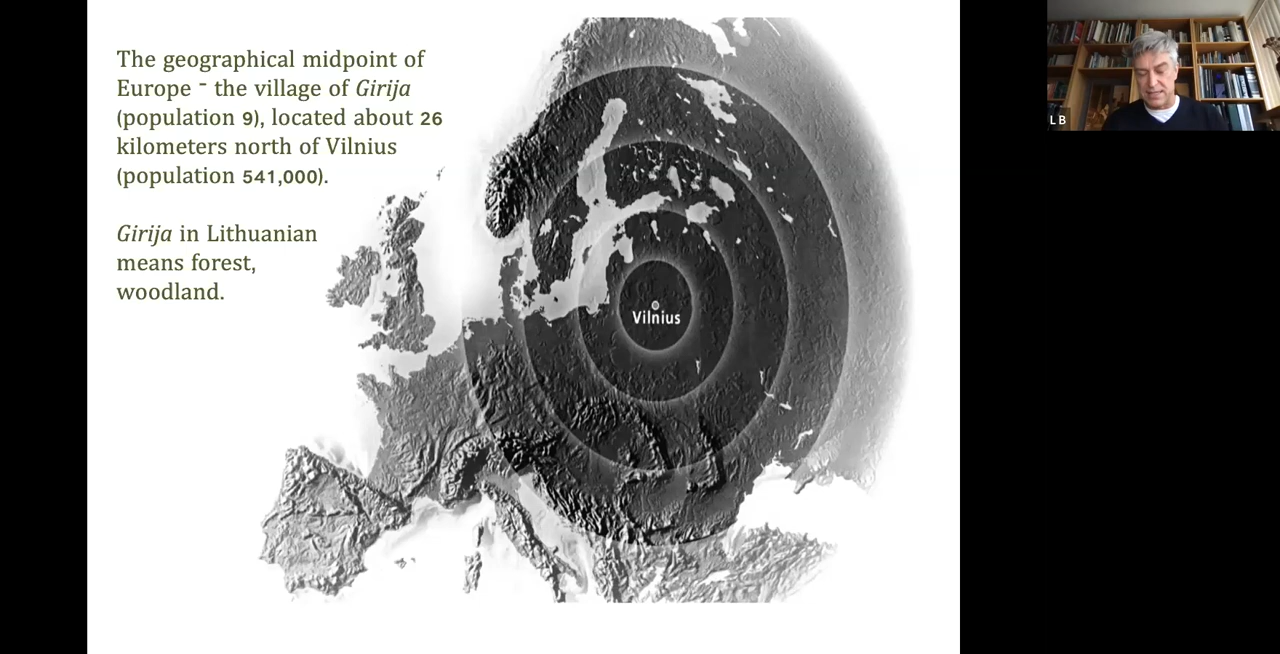 The geographical midpoint of
Europe - the village of Girija
(population 9), located about 26
kilometers north of Vilnius
(population 541,000).
Girija in Lithuanian
means forest,
woodland.
Vilnius
LB